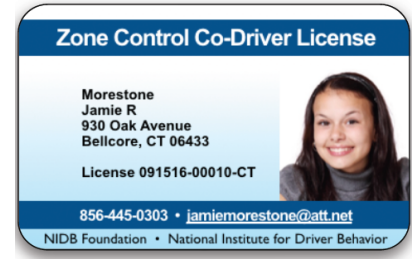 Zone Control Co-Driver License
Morestone
Jamie R
930 Oak Avenue
Bellcore, CT 06433
License 091516-00010-CT
856-445-0303 • jamiemorestone@att.net
NIDB Foundation • National Institute for Driver Behavior